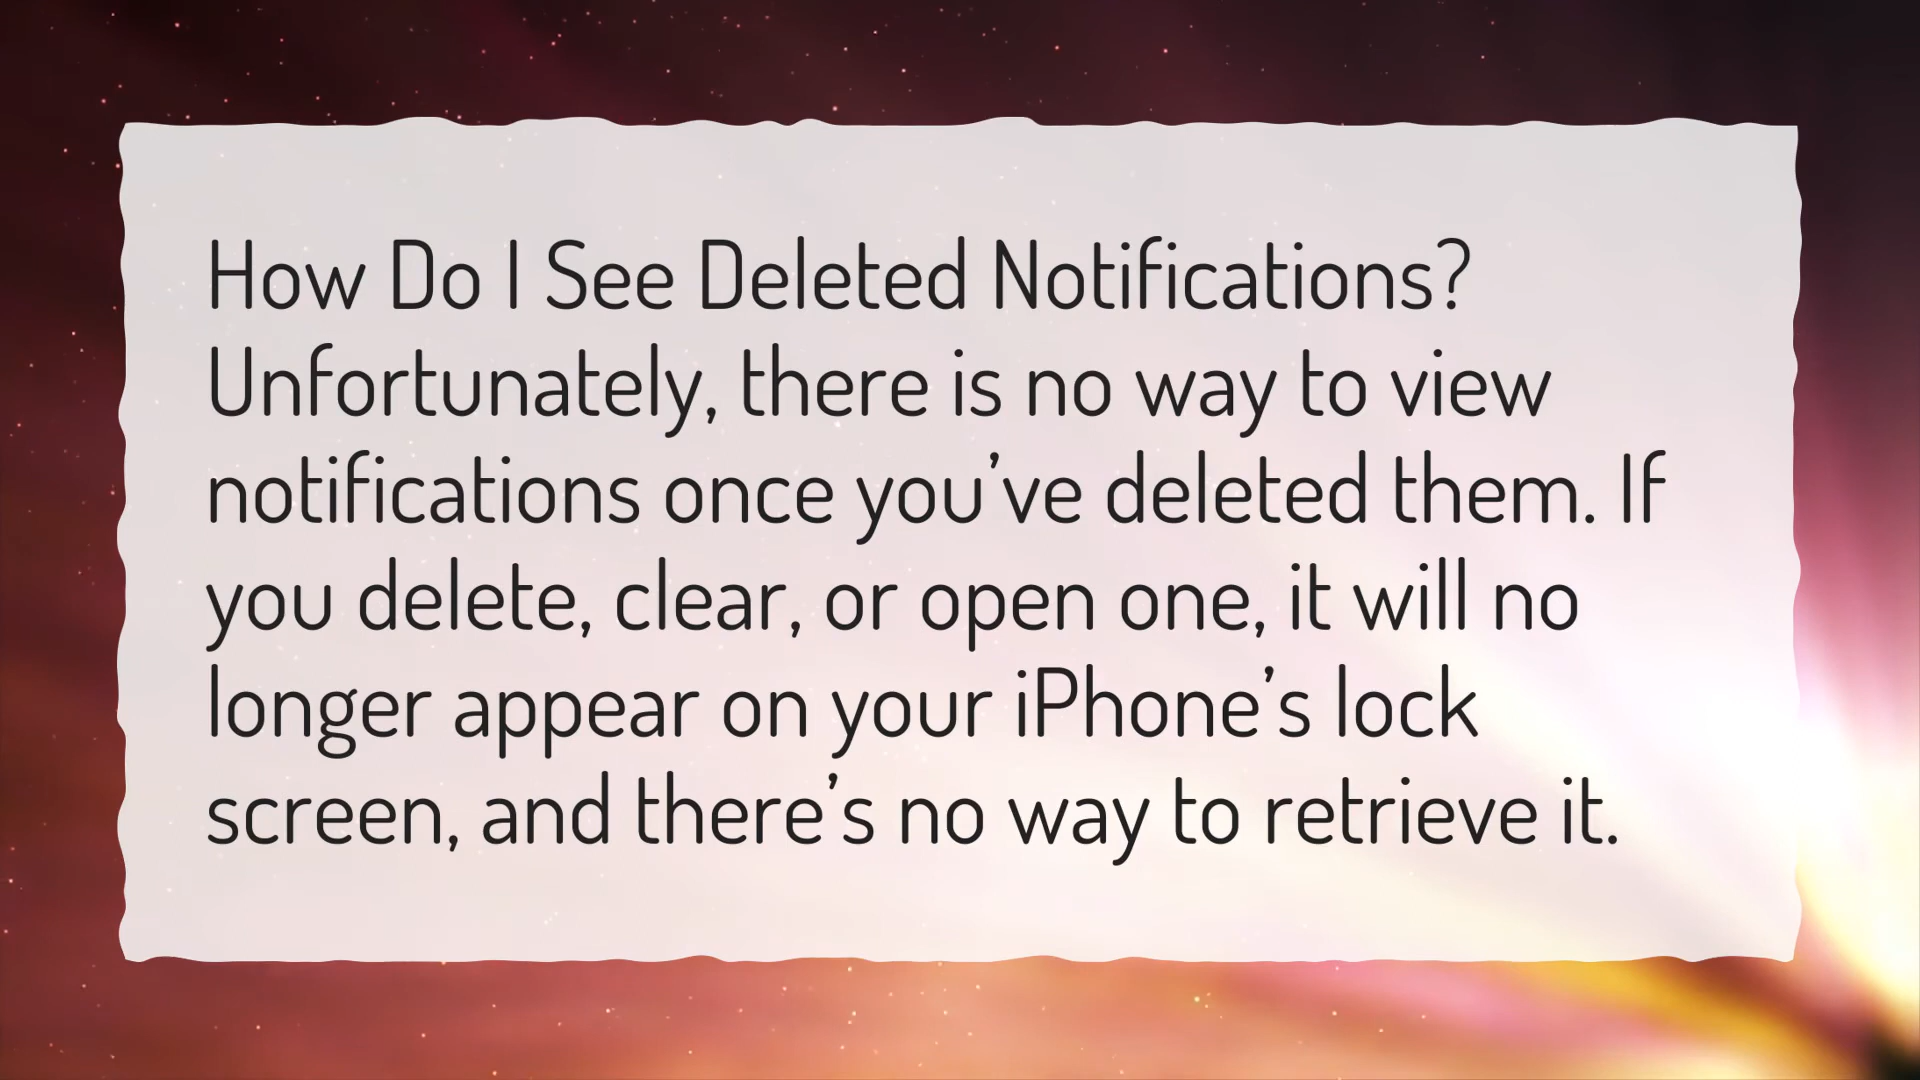 How Do I See Deleted Notifications?
Unfortunately, there is no way to view
notifications once you’ve deleted them. If
you delete, clear, or open one, it will no
longer appear on your iPhone’s lock
screen, and there’s no way to retrieve it.